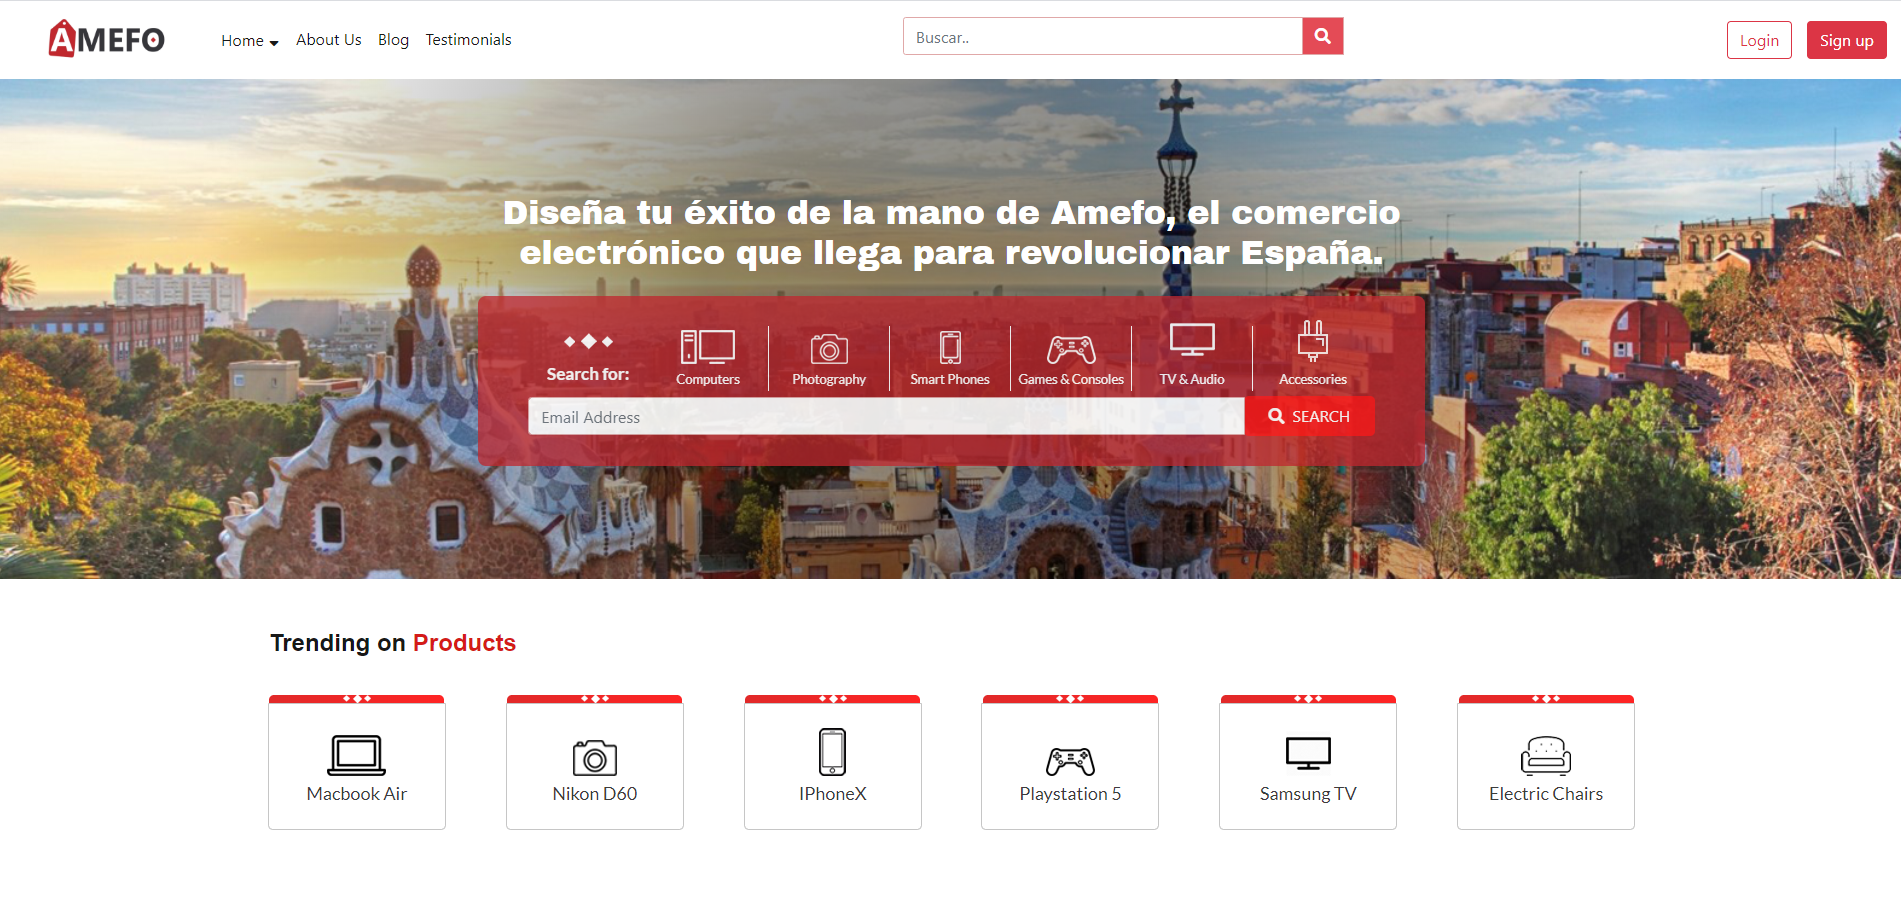 AMEFO
Home
About Us
Blog
Testimonials
Buscar..
Login
Sign up
Diseña tu éxito de la mano de Amefo, el comercio
electrónico que llega para revolucionar España.
Search for:
Computers
Photography
Smart Phones
Games & Consoles
TV & Audio
Accessories
Email Address
SEARCH
Trending on Products
Macbook Air
Nikon D60
IPhoneX
Playstation 5
Samsung TV
Electric Chairs